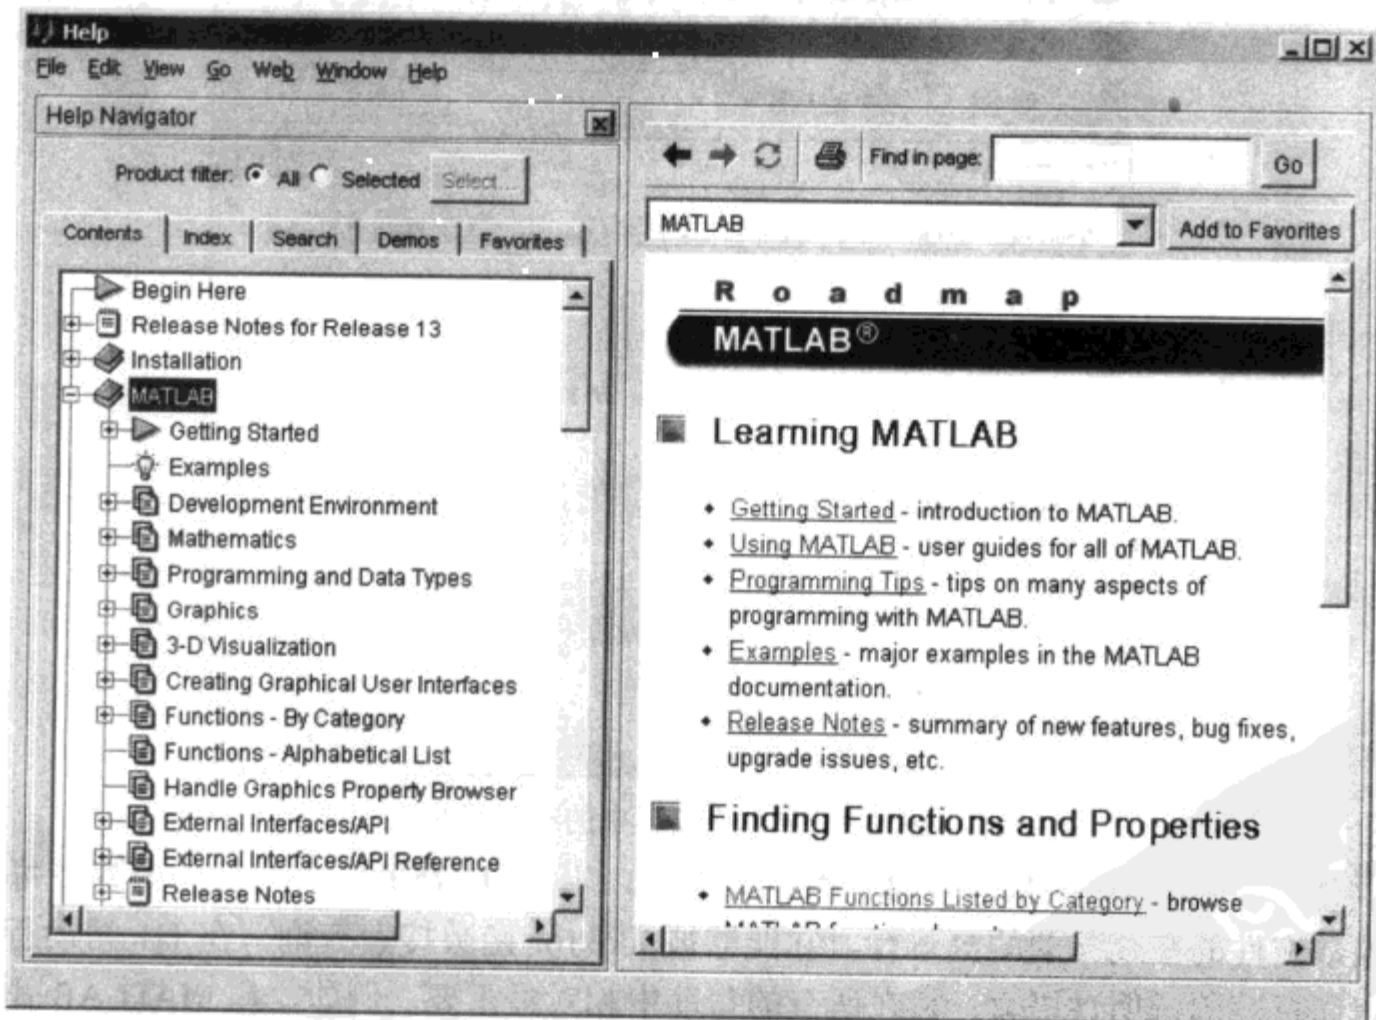 Help
File Edit View Go Web Window Help
Help Navigator
Product filter: All Selected Select...
Contents Index Search Demos Favorites
Begin Here
Release Notes for Release 13
Installation
MATLAB
Getting Started
Examples
Development Environment
Mathematics
Programming and Data Types
Graphics
3-D Visualization
Creating Graphical User Interfaces
Functions - By Category
Functions - Alphabetical List
Handle Graphics Property Browser
External Interfaces/API
External Interfaces/API Reference
Release Notes
Find in page: Go
MATLAB Add to Favorites
Roadmap
MATLAB®
Learning MATLAB
• Getting Started - introduction to MATLAB.
• Using MATLAB - user guides for all of MATLAB.
• Programming Tips - tips on many aspects of
programming with MATLAB.
• Examples - major examples in the MATLAB
documentation.
• Release Notes - summary of new features, bug fixes,
upgrade issues, etc.
Finding Functions and Properties
• MATLAB Functions Listed by Category - browse